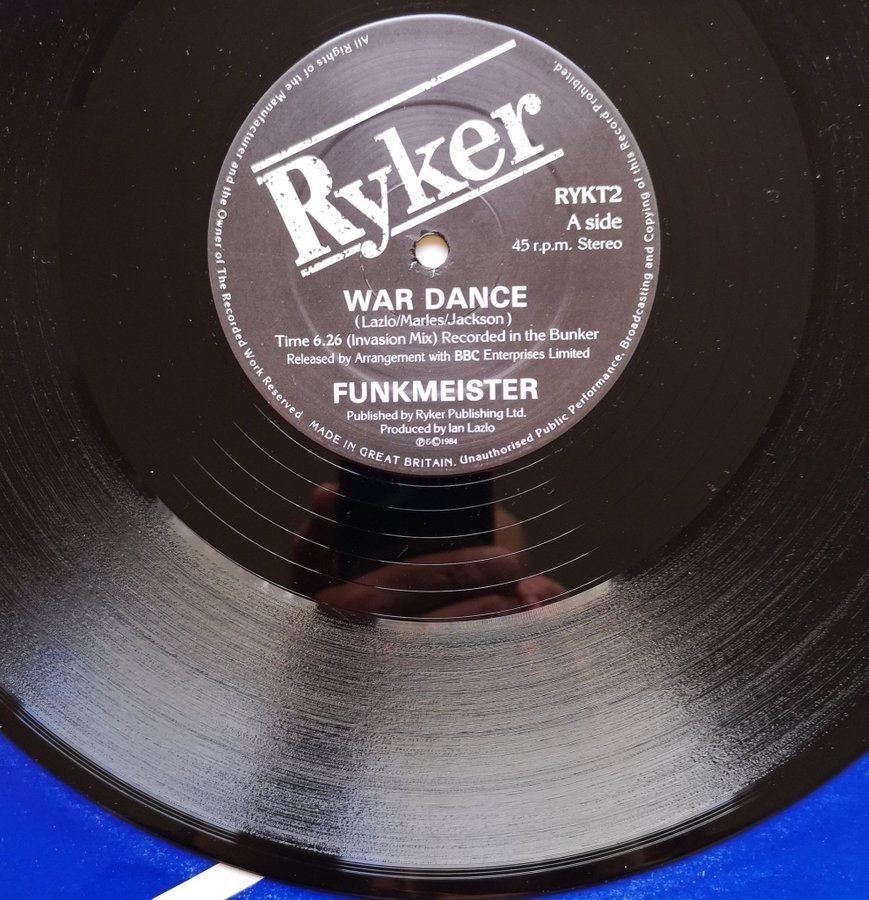 Ryker
RYKT2
A side
45 r.p.m. Stereo
WAR DANCE
(Lazlo/Marles/Jackson)
Time 6.26 (Invasion Mix) Recorded in the Bunker
Released by Arrangement with BBC Enterprises Limited
FUNKMEISTER
Published by Ryker Publishing Ltd.
Produced by Ian Lazlo
℗&©1984
All Rights of the Manufacturer and the Owner of The Recorded Work Reserved
MADE IN GREAT BRITAIN. Unauthorised Public Performance, Broadcasting and Copying of this Record Prohibited.